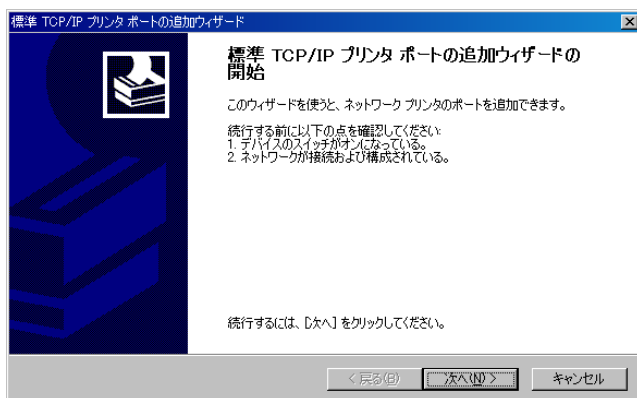 標準 TCP/IP プリンタ ポートの追加ウィザード
標準 TCP/IP プリンタ ポートの追加ウィザードの
開始
このウィザードを使うと、ネットワーク プリンタのポートを追加できます。
続行する前に以下の点を確認してください:
1. デバイスのスイッチがオンになっている。
2. ネットワークが接続および構成されている。
続行するには、[次へ] をクリックしてください。
< 戻る(B)
次へ(N) >
キャンセル